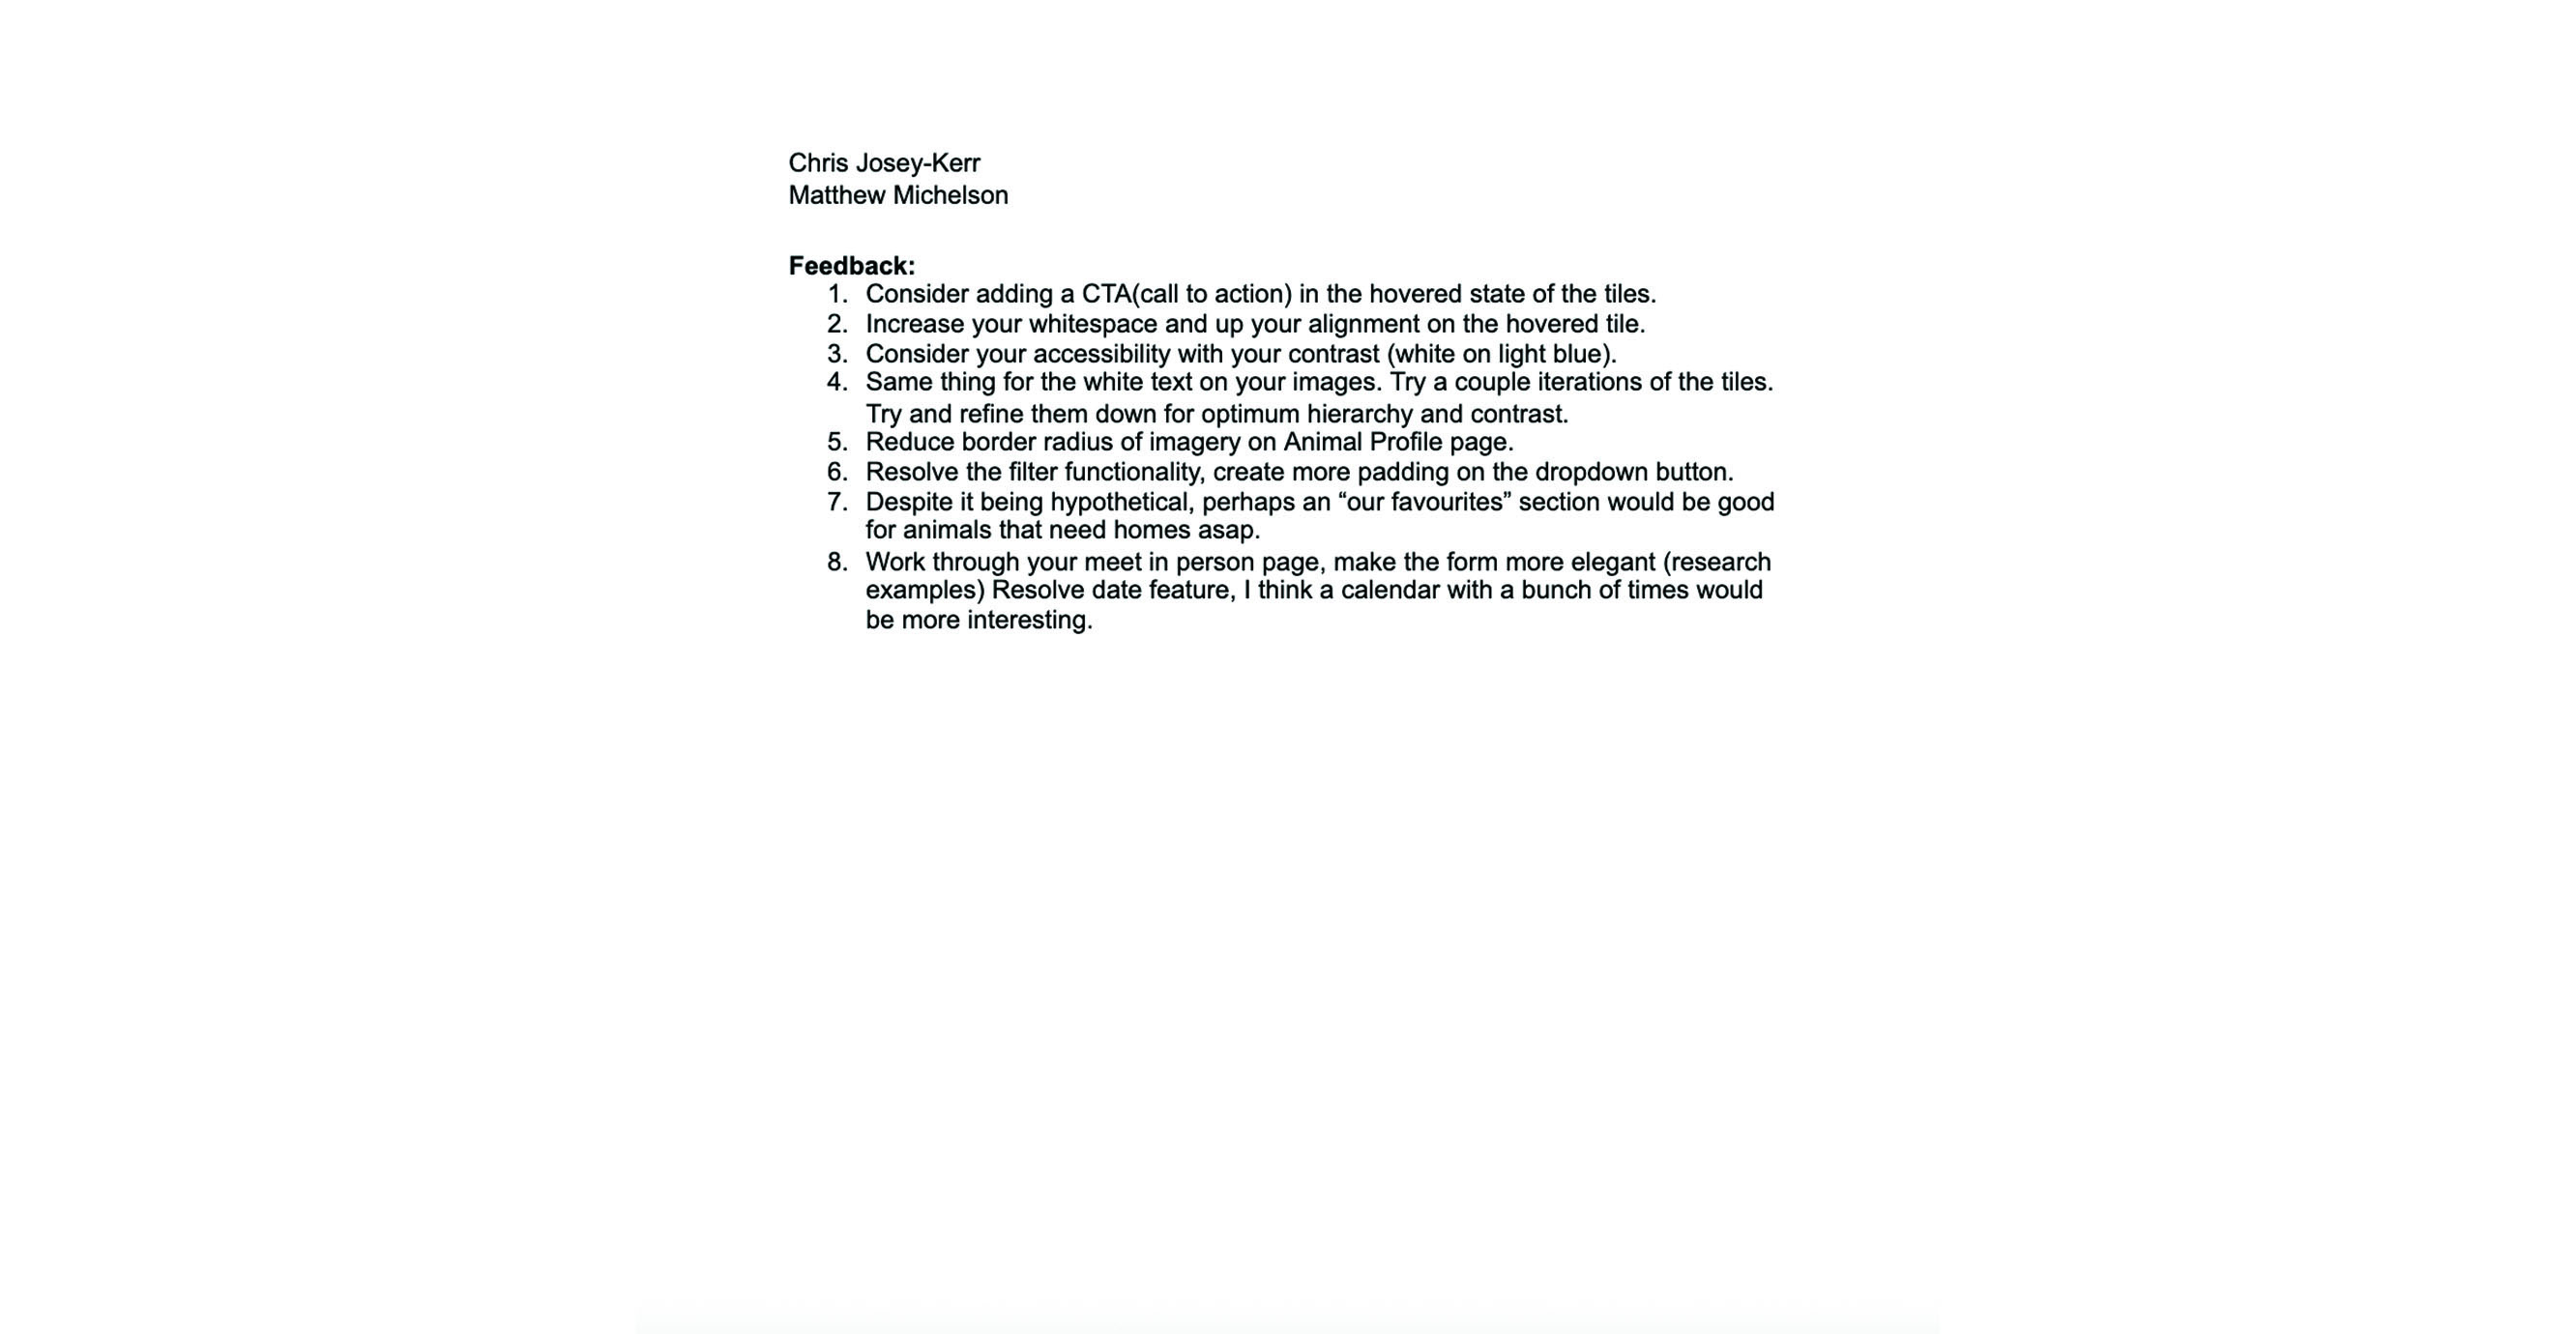 Chris Josey-Kerr
Matthew Michelson
Feedback:
1. Consider adding a CTA(call to action) in the hovered state of the tiles.
2. Increase your whitespace and up your alignment on the hovered tile.
3. Consider your accessibility with your contrast (white on light blue).
4. Same thing for the white text on your images. Try a couple iterations of the tiles.
Try and refine them down for optimum hierarchy and contrast.
5. Reduce border radius of imagery on Animal Profile page.
6. Resolve the filter functionality, create more padding on the dropdown button.
7. Despite it being hypothetical, perhaps an “our favourites” section would be good
for animals that need homes asap.
8. Work through your meet in person page, make the form more elegant (research
examples) Resolve date feature, I think a calendar with a bunch of times would
be more interesting.